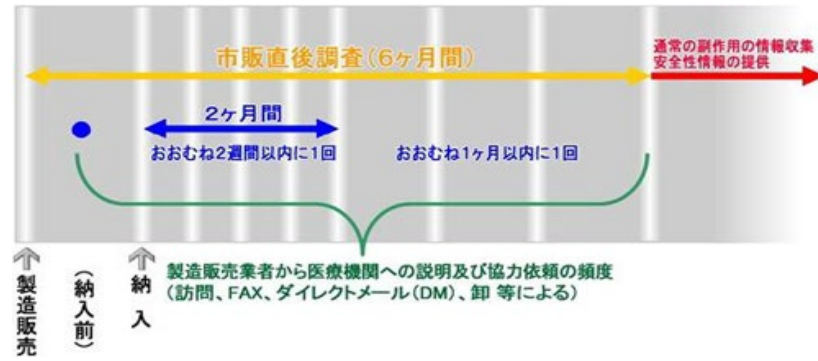 市販直後調査（6ヶ月間）
通常の副作用の情報収集
安全性情報の提供
2ヶ月間
おおむね2週間以内に1回
おおむね1ヶ月以内に1回
製造販売
（納入前）
納入
製造販売業者から医療機関への説明及び協力依頼の頻度
（訪問、FAX、ダイレクトメール（DM）、卸 等による）